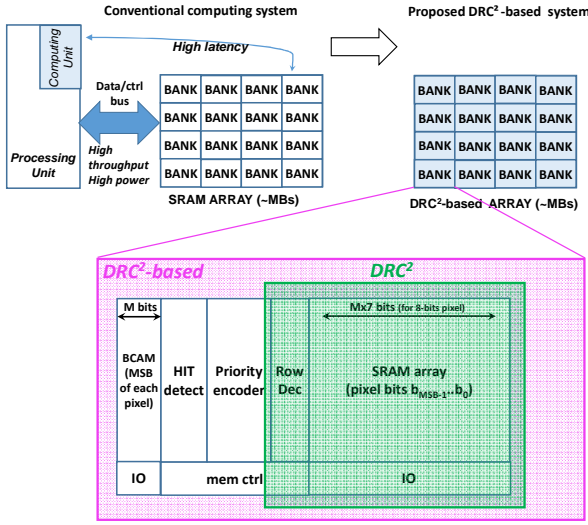 Conventional computing system
Proposed DRC²-based system
Computing
Unit
High latency
Data/ctrl
bus
High
throughput
High power
Processing
Unit
BANK BANK BANK BANK
BANK BANK BANK BANK
BANK BANK BANK BANK
BANK BANK BANK BANK
SRAM ARRAY (~MBs)
BANK BANK BANK BANK
BANK BANK BANK BANK
BANK BANK BANK BANK
BANK BANK BANK BANK
DRC²-based ARRAY (~MBs)
DRC²-based
DRC²
M bits
Mx7 bits (for 8-bits pixel)
BCAM
(MSB
of each
pixel)
HIT
detect
Priority
encoder
Row
Dec
SRAM array
(pixel bits bMSB-1..b0)
IO
mem ctrl
IO